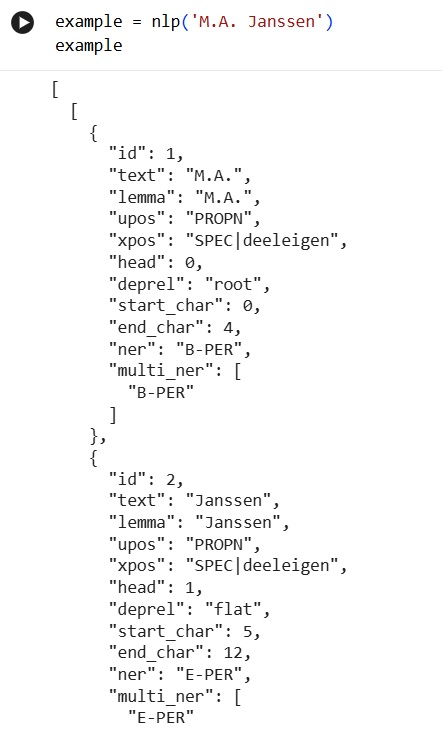 example = nlp('M.A. Janssen')
example
[
[
{
"id": 1,
"text": "M.A.",
"lemma": "M.A.",
"upos": "PROPN",
"xpos": "SPEC|deeleigen",
"head": 0,
"deprel": "root",
"start_char": 0,
"end_char": 4,
"ner": "B-PER",
"multi_ner": [
"B-PER"
]
},
{
"id": 2,
"text": "Janssen",
"lemma": "Janssen",
"upos": "PROPN",
"xpos": "SPEC|deeleigen",
"head": 1,
"deprel": "flat",
"start_char": 5,
"end_char": 12,
"ner": "E-PER",
"multi_ner": [
"E-PER"